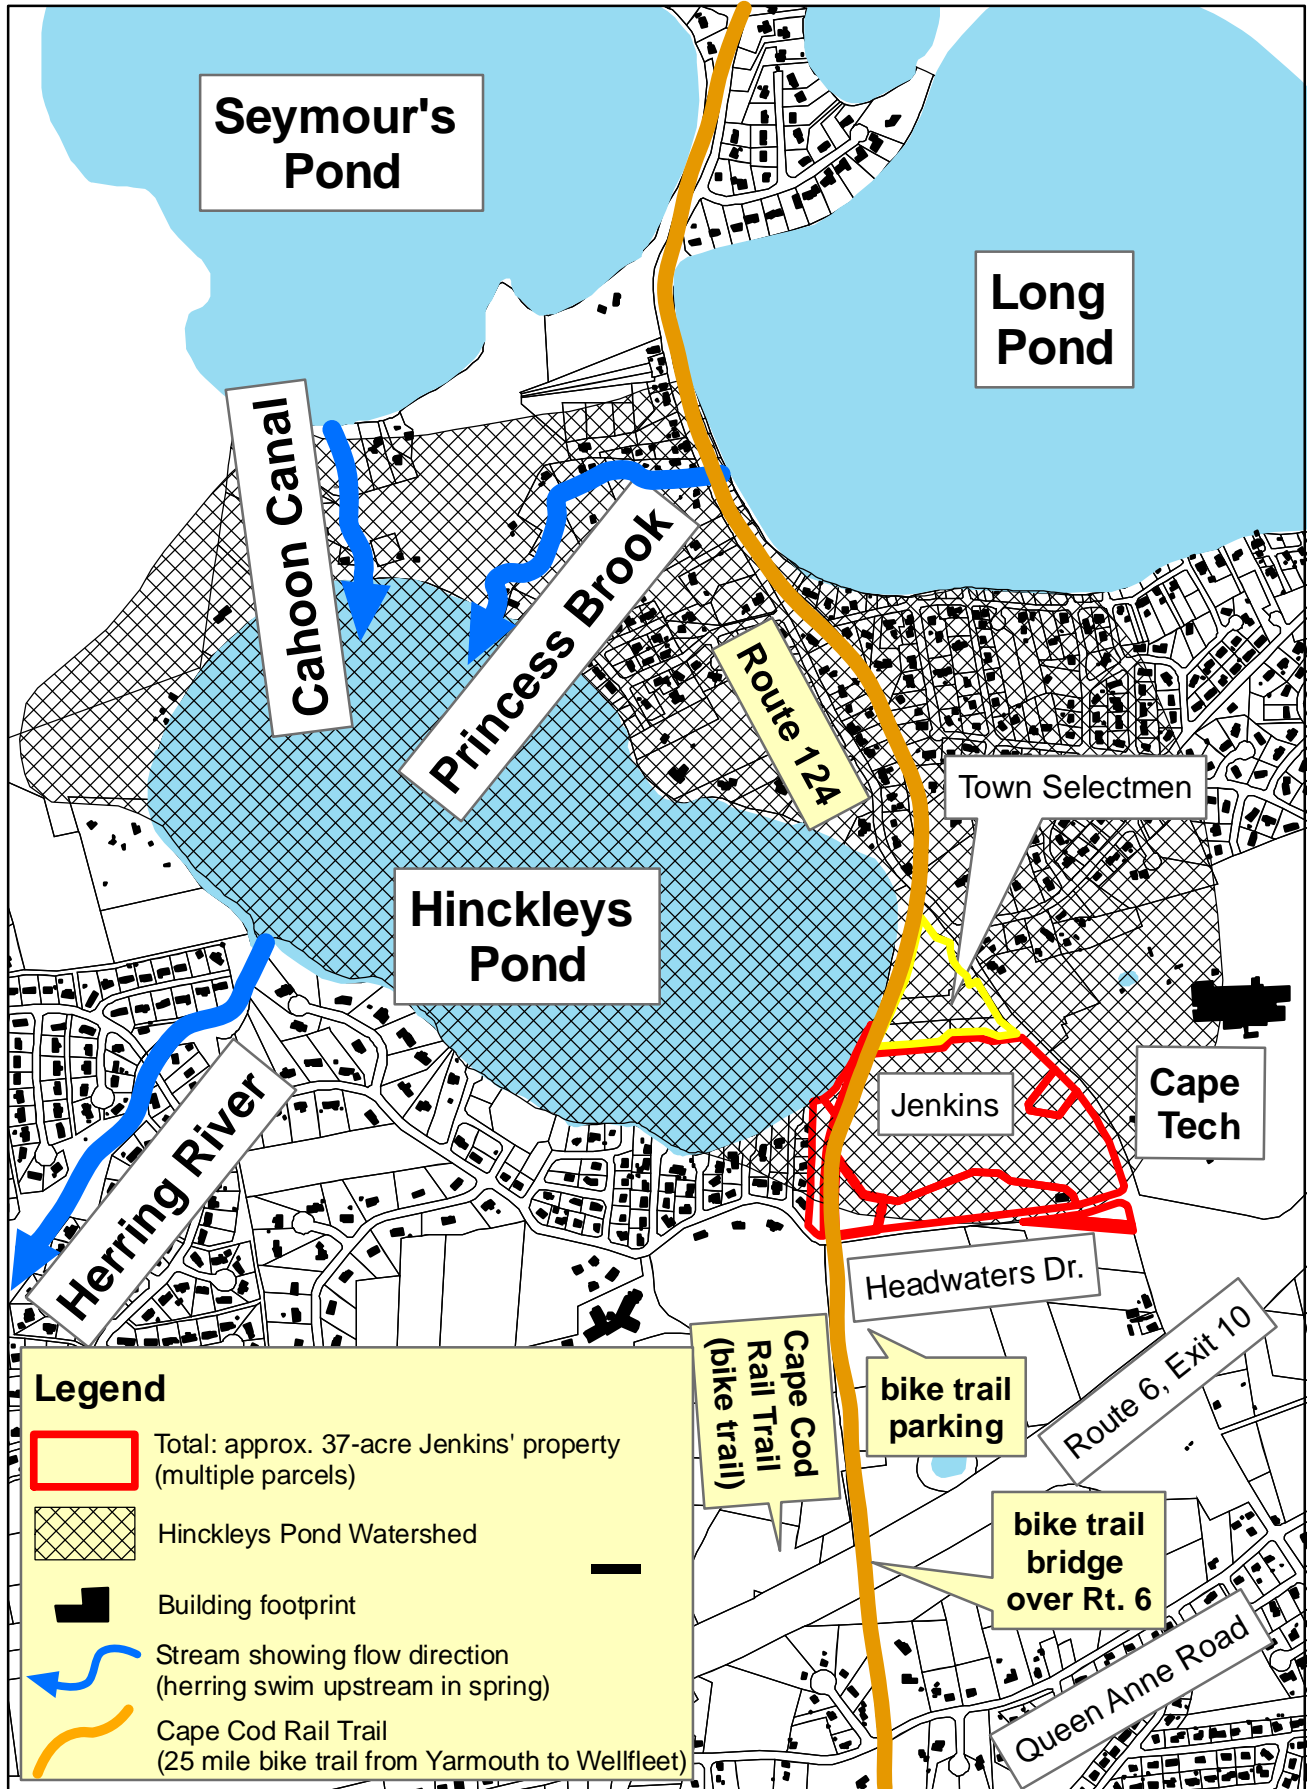 Seymour's
Pond
Long
Pond
Cahoon Canal
Princess Brook
Route 124
Town Selectmen
Hinckleys
Pond
Cape
Tech
Jenkins
Herring River
Headwaters Dr.
Cape Cod
Rail Trail
(bike trail)
bike trail
parking
Route 6, Exit 10
bike trail
bridge
over Rt. 6
Queen Anne Road
Legend
Total: approx. 37-acre Jenkins' property
(multiple parcels)
Hinckleys Pond Watershed
Building footprint
Stream showing flow direction
(herring swim upstream in spring)
Cape Cod Rail Trail
(25 mile bike trail from Yarmouth to Wellfleet)